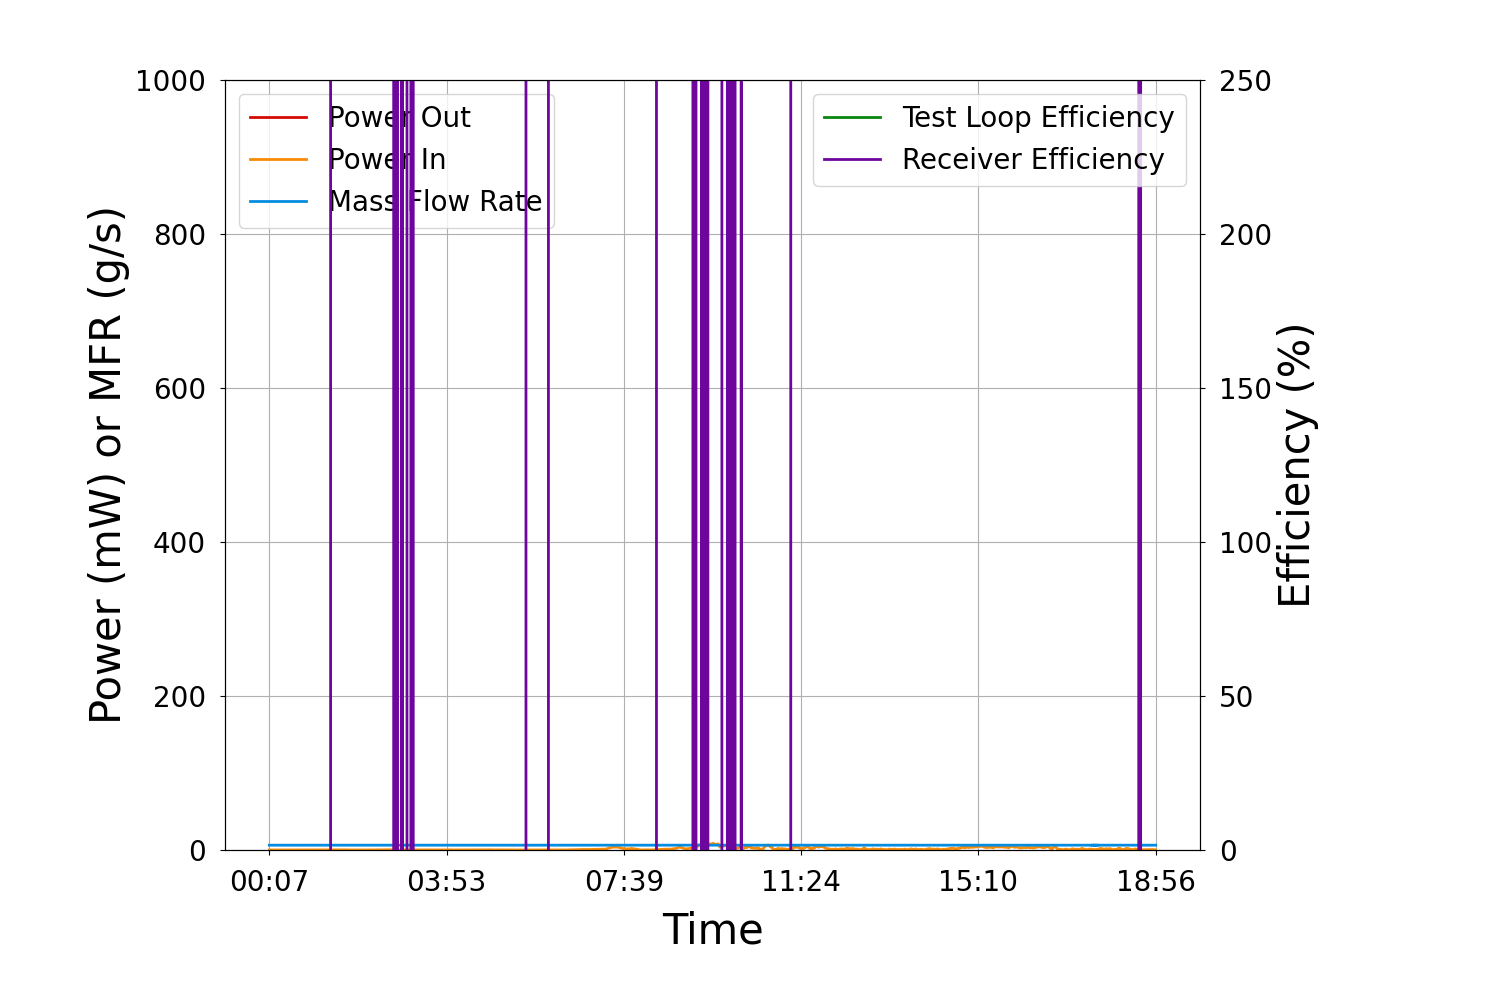 1000
800
600
400
200
0
Power (mW) or MFR (g/s)
Power Out
Power In
Mass Flow Rate
Test Loop Efficiency
Receiver Efficiency
250
200
150
100
50
0
Efficiency (%)
00:07 03:53 07:39 11:24 15:10 18:56
Time